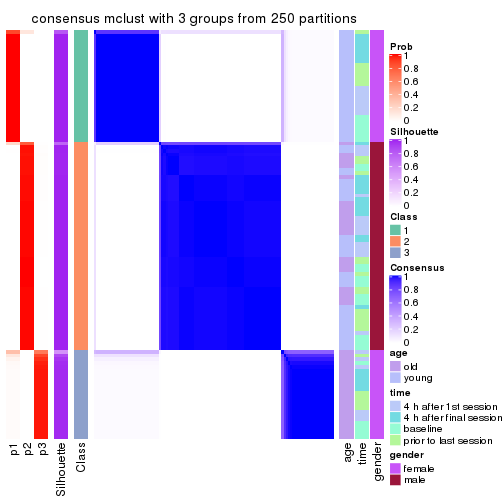 consensus mclust with 3 groups from 250 partitions
Prob
1
0.8
0.6
0.4
0.2
0
Silhouette
1
0.8
0.6
0.4
0.2
0
Class
1
2
3
Consensus
1
0.8
0.6
0.4
0.2
0
age
old
young
time
4 h after 1st session
4 h after final session
baseline
prior to last session
gender
female
male
p1
p2
p3
Silhouette
Class
age
time
gender